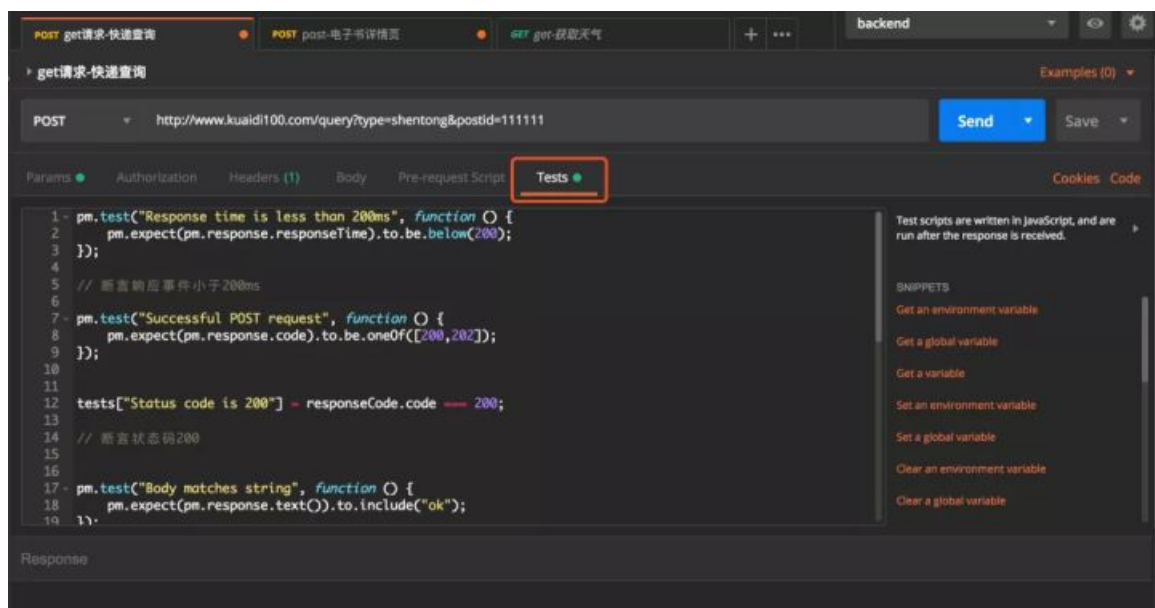 POST get请求-快递查询
POST post-电子书详情页
GET get-获取天气
+ •••
backend
get请求-快递查询
Examples (0)
POST
http://www.kuaidi100.com/query?type=shentong&postid=111111
Send
Save
Params
Authorization
Headers (1)
Body
Pre-request Script
Tests
Cookies Code
1 pm.test("Response time is less than 200ms", function () {
2 pm.expect(pm.response.responseTime).to.be.below(200);
3 });
4
5 // 断言响应事件小于200ms
6
7 pm.test("Successful POST request", function () {
8 pm.expect(pm.response.code).to.be.oneOf([200,202]);
9 });
10
11
12 tests["Status code is 200"] = responseCode.code === 200;
13
14 // 断言状态码200
15
16
17 pm.test("Body matches string", function () {
18 pm.expect(pm.response.text()).to.include("ok");
19 });
Test scripts are written in JavaScript, and are
run after the response is received.
SNIPPETS
Get an environment variable
Get a global variable
Get a variable
Set an environment variable
Set a global variable
Clear an environment variable
Clear a global variable
Response